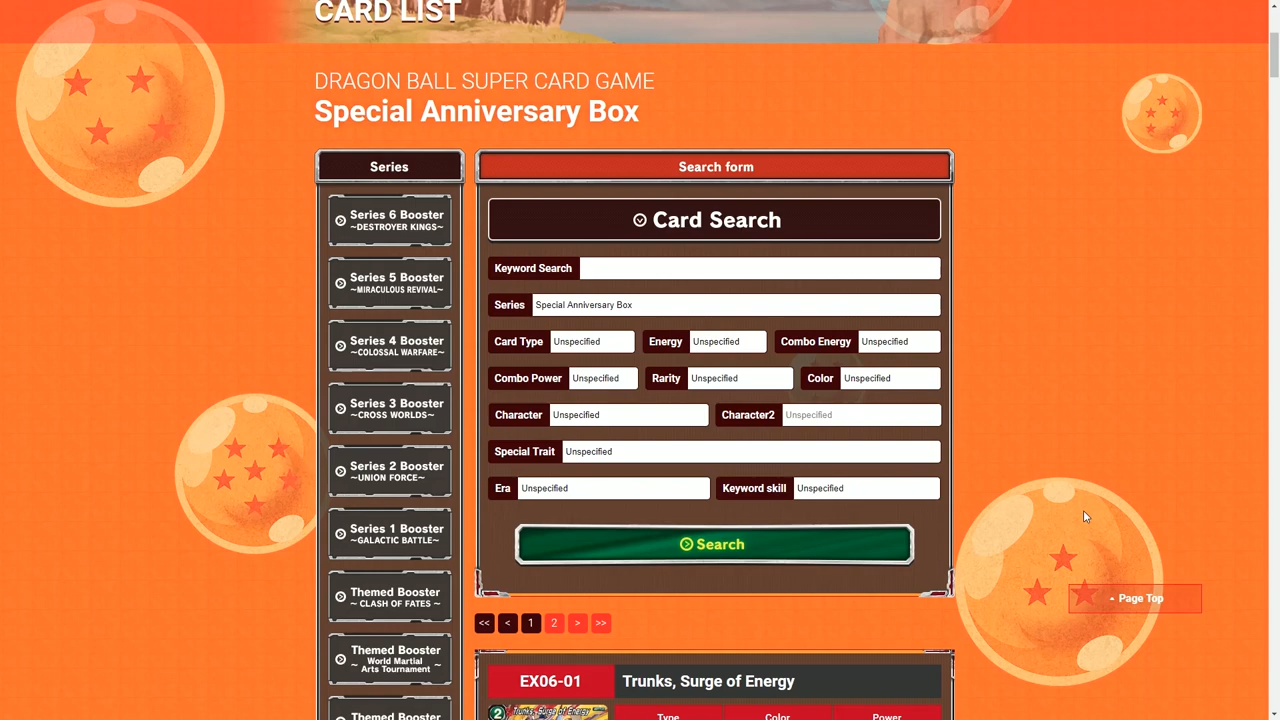 CARD LIST
DRAGON BALL SUPER CARD GAME
Special Anniversary Box
Series
Series 6 Booster
~DESTROYER KINGS~
Series 5 Booster
~MIRACULOUS REVIVAL~
Series 4 Booster
~COLOSSAL WARFARE~
Series 3 Booster
~CROSS WORLDS~
Series 2 Booster
~UNION FORCE~
Series 1 Booster
~GALACTIC BATTLE~
Themed Booster
~ CLASH OF FATES ~
Themed Booster
~ World Martial Arts Tournament ~
Themed Booster
Search form
Card Search
Keyword Search
Series Special Anniversary Box
Card Type Unspecified Energy Unspecified Combo Energy Unspecified
Combo Power Unspecified Rarity Unspecified Color Unspecified
Character Unspecified Character2 Unspecified
Special Trait Unspecified
Era Unspecified Keyword skill Unspecified
Search
<< < 1 2 > >>
EX06-01 Trunks, Surge of Energy
2 Trunks, Surge of Energy
Type Color Power
Page Top